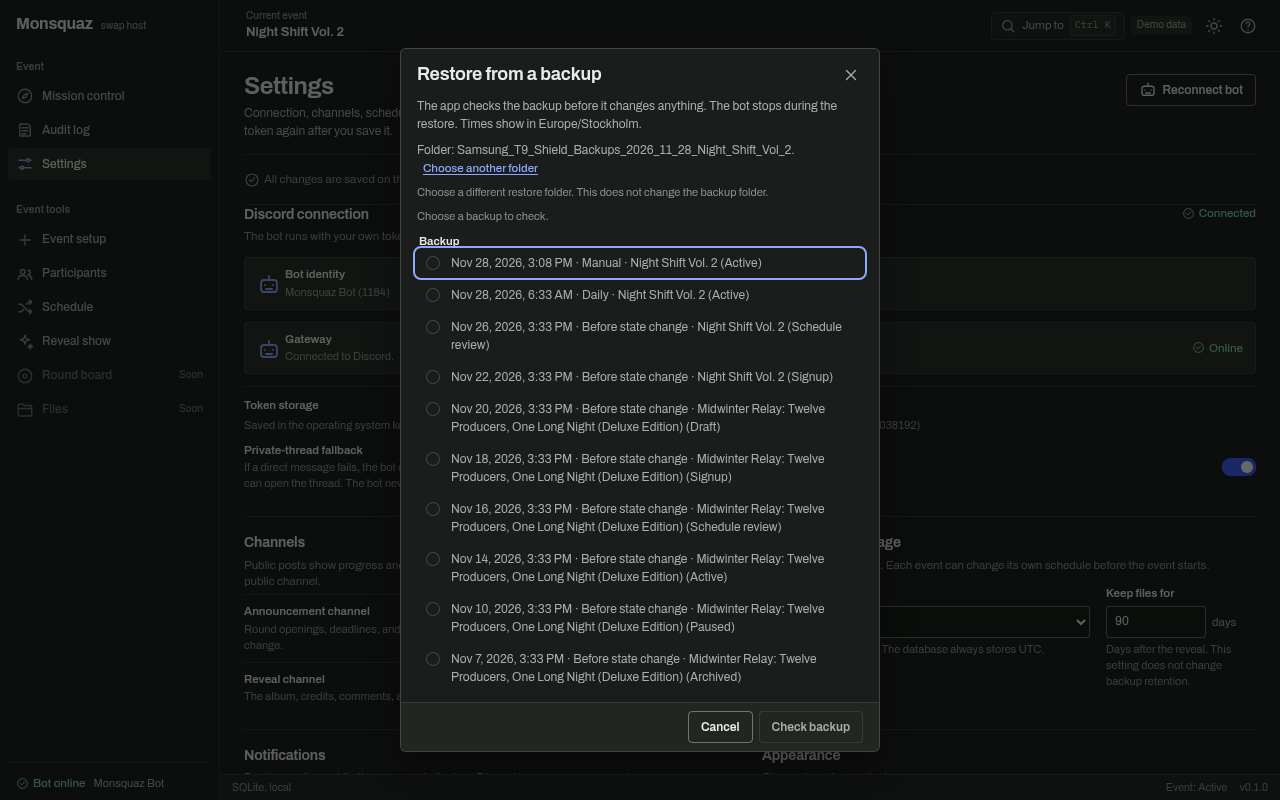 Monsquaz swap host
Event
Mission control
Audit log
Settings
Event tools
Event setup
Participants
Schedule
Reveal show
Round board Soon
Files Soon
Bot online Monsquaz Bot
Current event
Night Shift Vol. 2
Jump to Ctrl K
Demo data
Settings
Connection, channels, sched
token again after you save it.
Reconnect bot
All changes are saved on th
Discord connection
Connected
The bot runs with your own toke
Bot identity
Monsquaz Bot (1184)
Gateway
Connected to Discord.
Online
Token storage
Saved in the operating system ke
038192)
Private-thread fallback
If a direct message fails, the bot
can open the thread. The bot nev
Channels
Public posts show progress and
public channel.
Announcement channel
Round openings, deadlines, and
change.
Reveal channel
The album, credits, comments, a
age
. Each event can change its own schedule before the event starts.
Keep files for
90 days
The database always stores UTC.
Days after the reveal. This
setting does not change
backup retention.
Notifications
Appearance
SQLite, local
Event: Active v0.1.0
Restore from a backup
The app checks the backup before it changes anything. The bot stops during the
restore. Times show in Europe/Stockholm.
Folder: Samsung_T9_Shield_Backups_2026_11_28_Night_Shift_Vol_2.
Choose another folder
Choose a different restore folder. This does not change the backup folder.
Choose a backup to check.
Backup
Nov 28, 2026, 3:08 PM · Manual · Night Shift Vol. 2 (Active)
Nov 28, 2026, 6:33 AM · Daily · Night Shift Vol. 2 (Active)
Nov 26, 2026, 3:33 PM · Before state change · Night Shift Vol. 2 (Schedule
review)
Nov 22, 2026, 3:33 PM · Before state change · Night Shift Vol. 2 (Signup)
Nov 20, 2026, 3:33 PM · Before state change · Midwinter Relay: Twelve
Producers, One Long Night (Deluxe Edition) (Draft)
Nov 18, 2026, 3:33 PM · Before state change · Midwinter Relay: Twelve
Producers, One Long Night (Deluxe Edition) (Signup)
Nov 16, 2026, 3:33 PM · Before state change · Midwinter Relay: Twelve
Producers, One Long Night (Deluxe Edition) (Schedule review)
Nov 14, 2026, 3:33 PM · Before state change · Midwinter Relay: Twelve
Producers, One Long Night (Deluxe Edition) (Active)
Nov 10, 2026, 3:33 PM · Before state change · Midwinter Relay: Twelve
Producers, One Long Night (Deluxe Edition) (Paused)
Nov 7, 2026, 3:33 PM · Before state change · Midwinter Relay: Twelve
Producers, One Long Night (Deluxe Edition) (Archived)
Cancel
Check backup